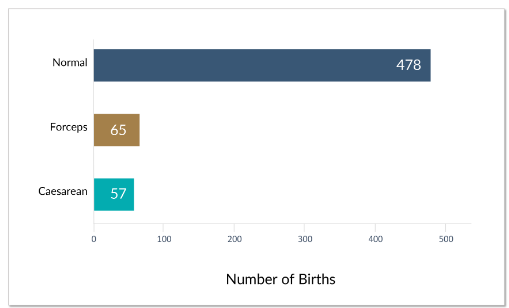 Normal 478
Forceps 65
Caesarean 57
0 100 200 300 400 500
Number of Births